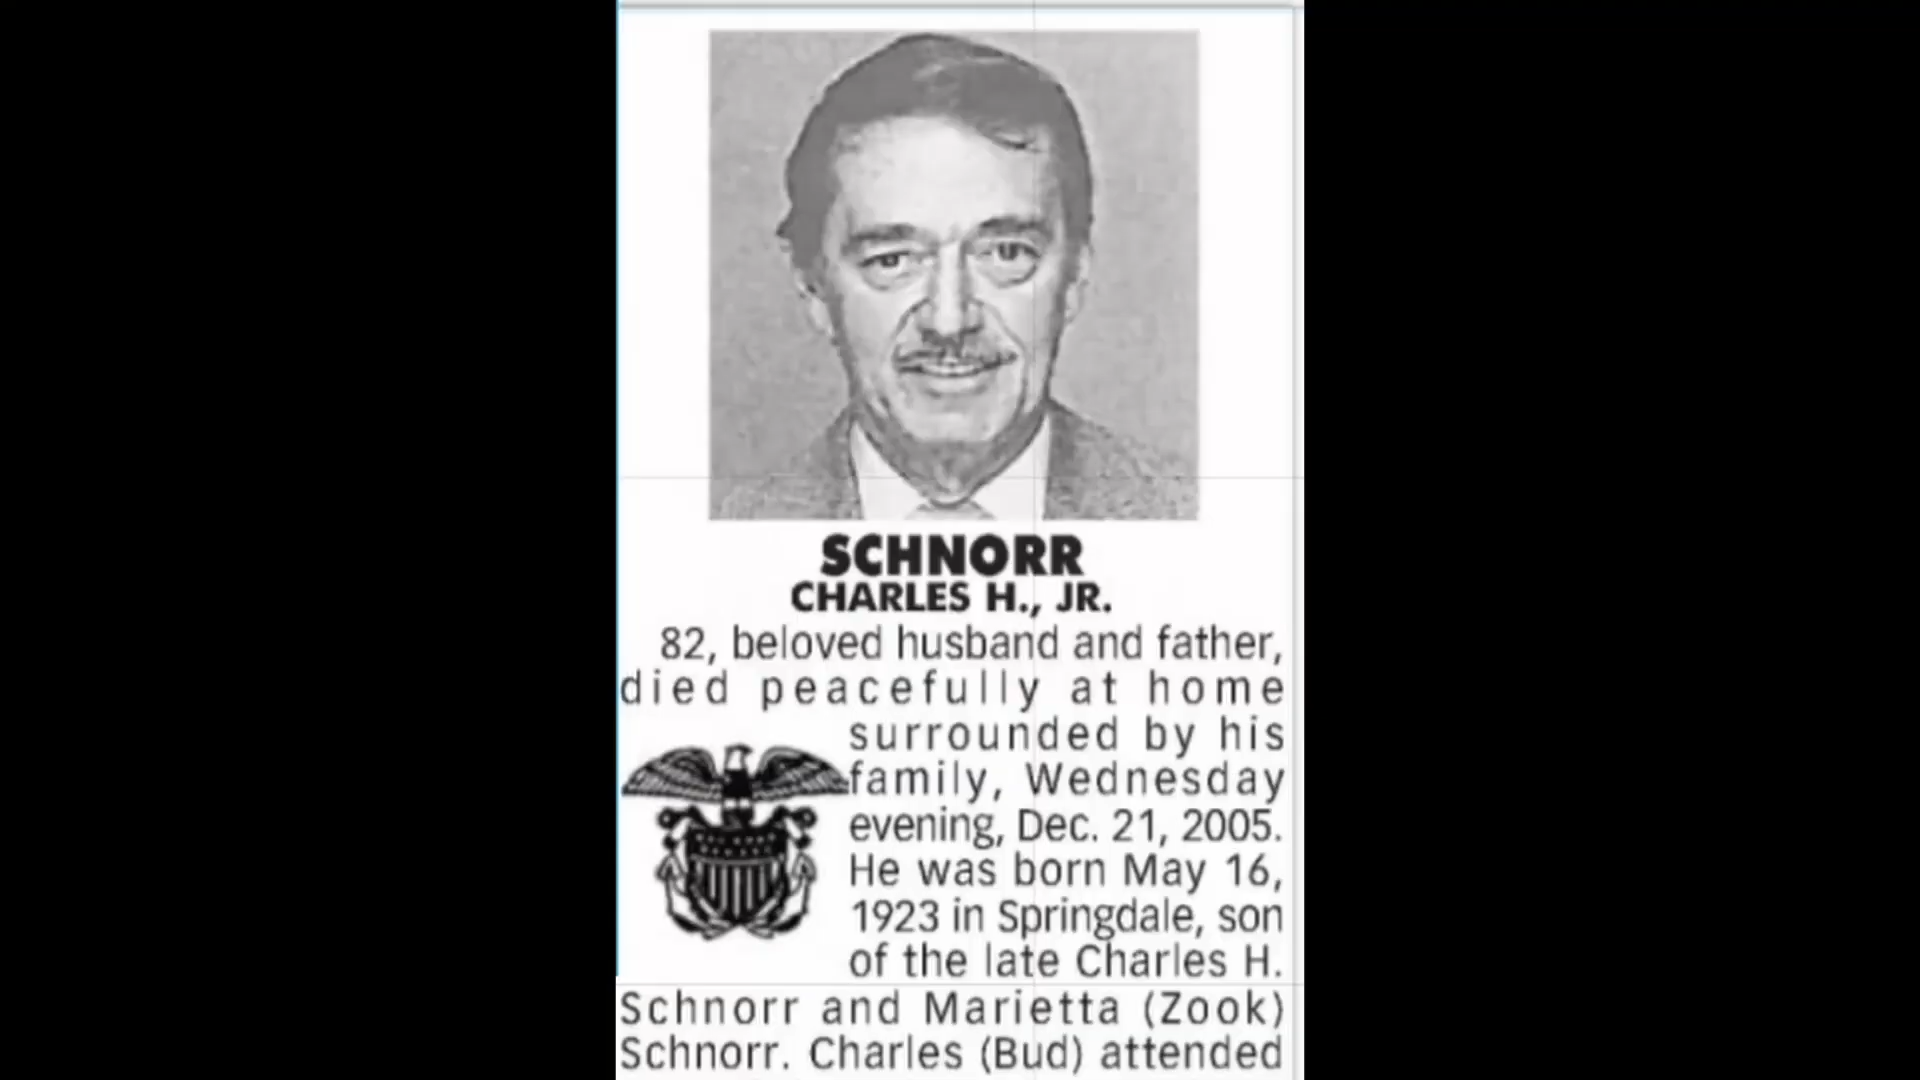 SCHNORR
CHARLES H., JR.
82, beloved husband and father,
died peacefully at home
surrounded by his
family, Wednesday
evening, Dec. 21, 2005.
He was born May 16,
1923 in Springdale, son
of the late Charles H.
Schnorr and Marietta (Zook)
Schnorr. Charles (Bud) attended